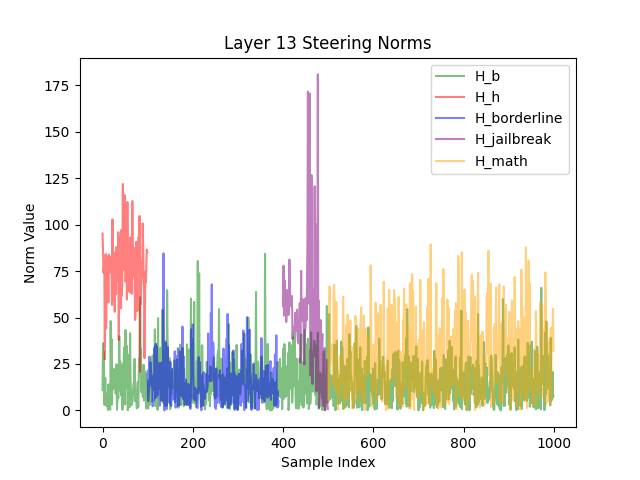 Layer 13 Steering Norms
H_b
H_h
H_borderline
H_jailbreak
H_math
Norm Value
175
150
125
100
75
50
25
0
0 200 400 600 800 1000
Sample Index